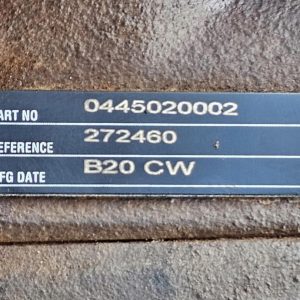 ART NO 0445020002
EFERENCE 272460
FG DATE B20 CW